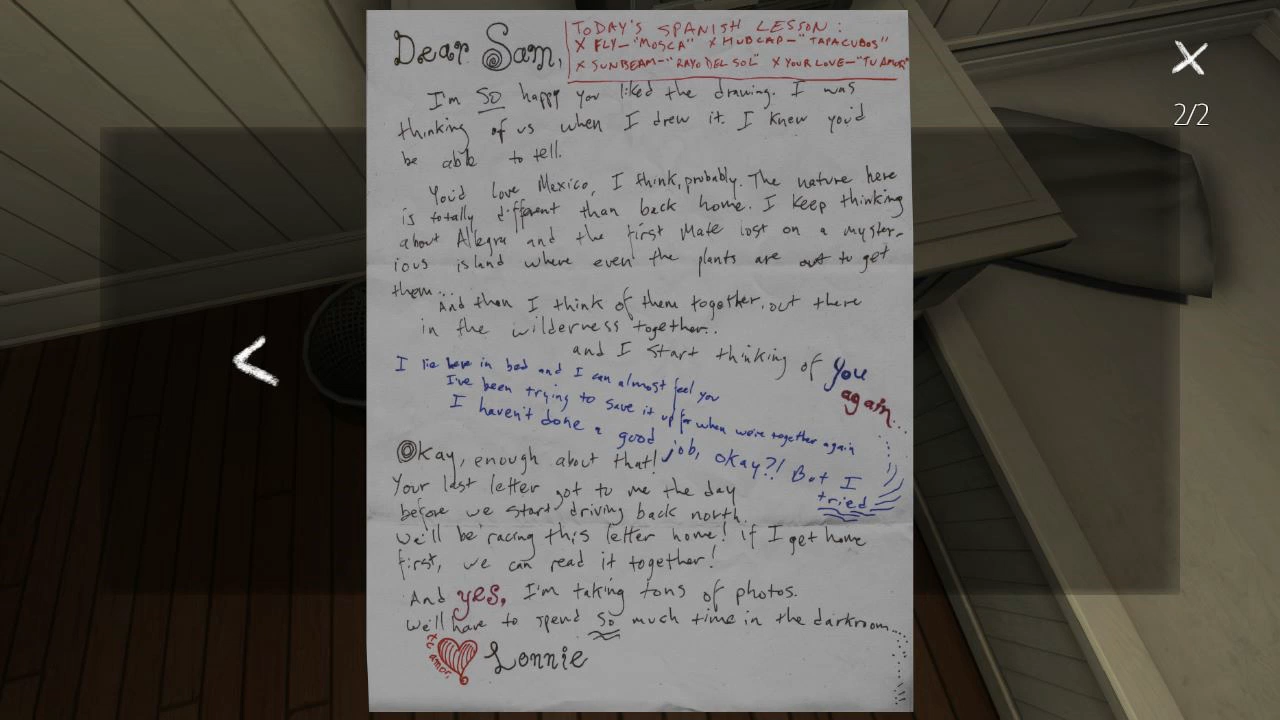 Dear Sam,
TODAY'S SPANISH LESSON:
x FLY-"MOSCA" x HUBCAP-"TAPACUBOS"
x SUNBEAM-"RAYO DEL SOL" x YOUR LOVE-"TU AMOR"
I'm SO happy you liked the drawing. I was
thinking of us when I drew it. I knew you'd
be able to tell.
You'd love Mexico, I think, probably. The nature here
is totally different than back home. I keep thinking
about Allegra and the first Mate lost on a myster-
ious island where even the plants are out to get
them...
And then I think of them together, out there
in the wilderness together...
and I start thinking of you
again...
I lie here in bed and I can almost feel you
I've been trying to save it up for when we're together again
I haven't done a good job, okay?! But I
tried
Okay, enough about that!
Your last letter got to me the day
before we start driving back north.
We'll be racing this letter home! if I get home
first, we can read it together!
And yes, I'm taking tons of photos.
We'll have to spend so much time in the darkroom...
Lonnie
2/2